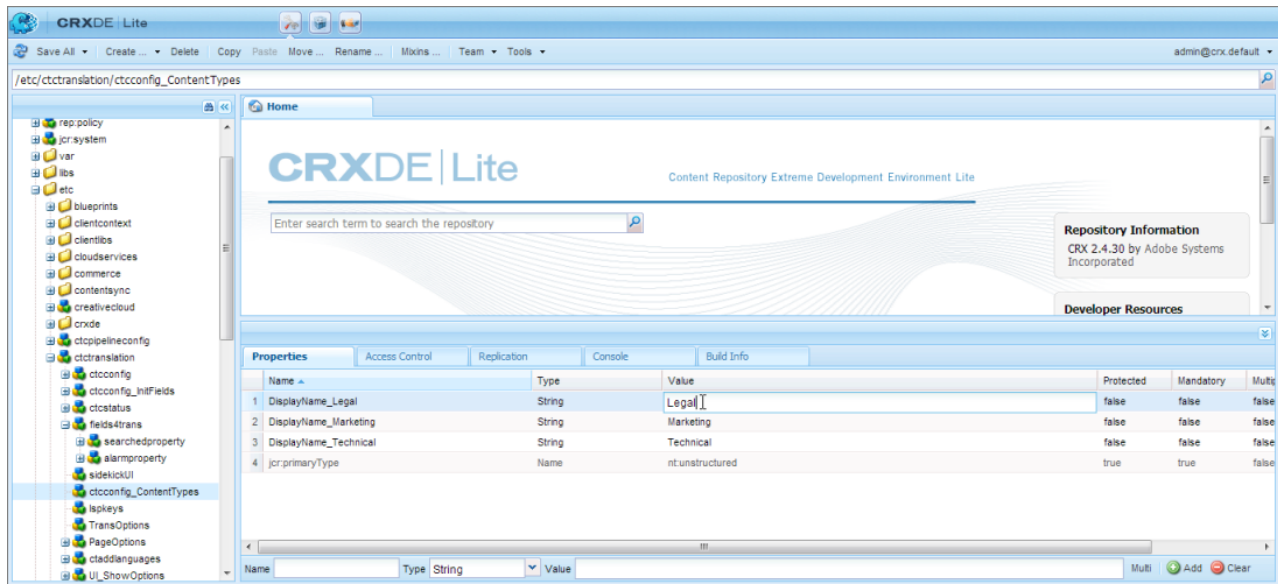 CRXDE | Lite
Save All Create ... Delete Copy Paste Move ... Rename ... Mixins ... Team Tools admin@crx.default
/etc/ctctranslation/ctcconfig_ContentTypes
Home
rep:policy
jcr:system
var
libs
etc
blueprints
clientcontext
clientlibs
cloudservices
commerce
contentsync
creativecloud
crxde
ctcpipelineconfig
ctctranslation
ctcconfig
ctcconfig_InitFields
ctcstatus
fields4trans
searchedproperty
alarmproperty
sidekickUI
ctcconfig_ContentTypes
lspkeys
TransOptions
PageOptions
ctaddlanguages
UI_ShowOptions
CRXDE | Lite
Content Repository Extreme Development Environment Lite
Enter search term to search the repository
Repository Information
CRX 2.4.30 by Adobe Systems
Incorporated
Developer Resources
Properties Access Control Replication Console Build Info
Name Type Value Protected Mandatory Multip
1 DisplayName_Legal String Legal false false false
2 DisplayName_Marketing String Marketing false false false
3 DisplayName_Technical String Technical false false false
4 jcr:primaryType Name nt:unstructured true true false
Name Type String Value Multi Add Clear